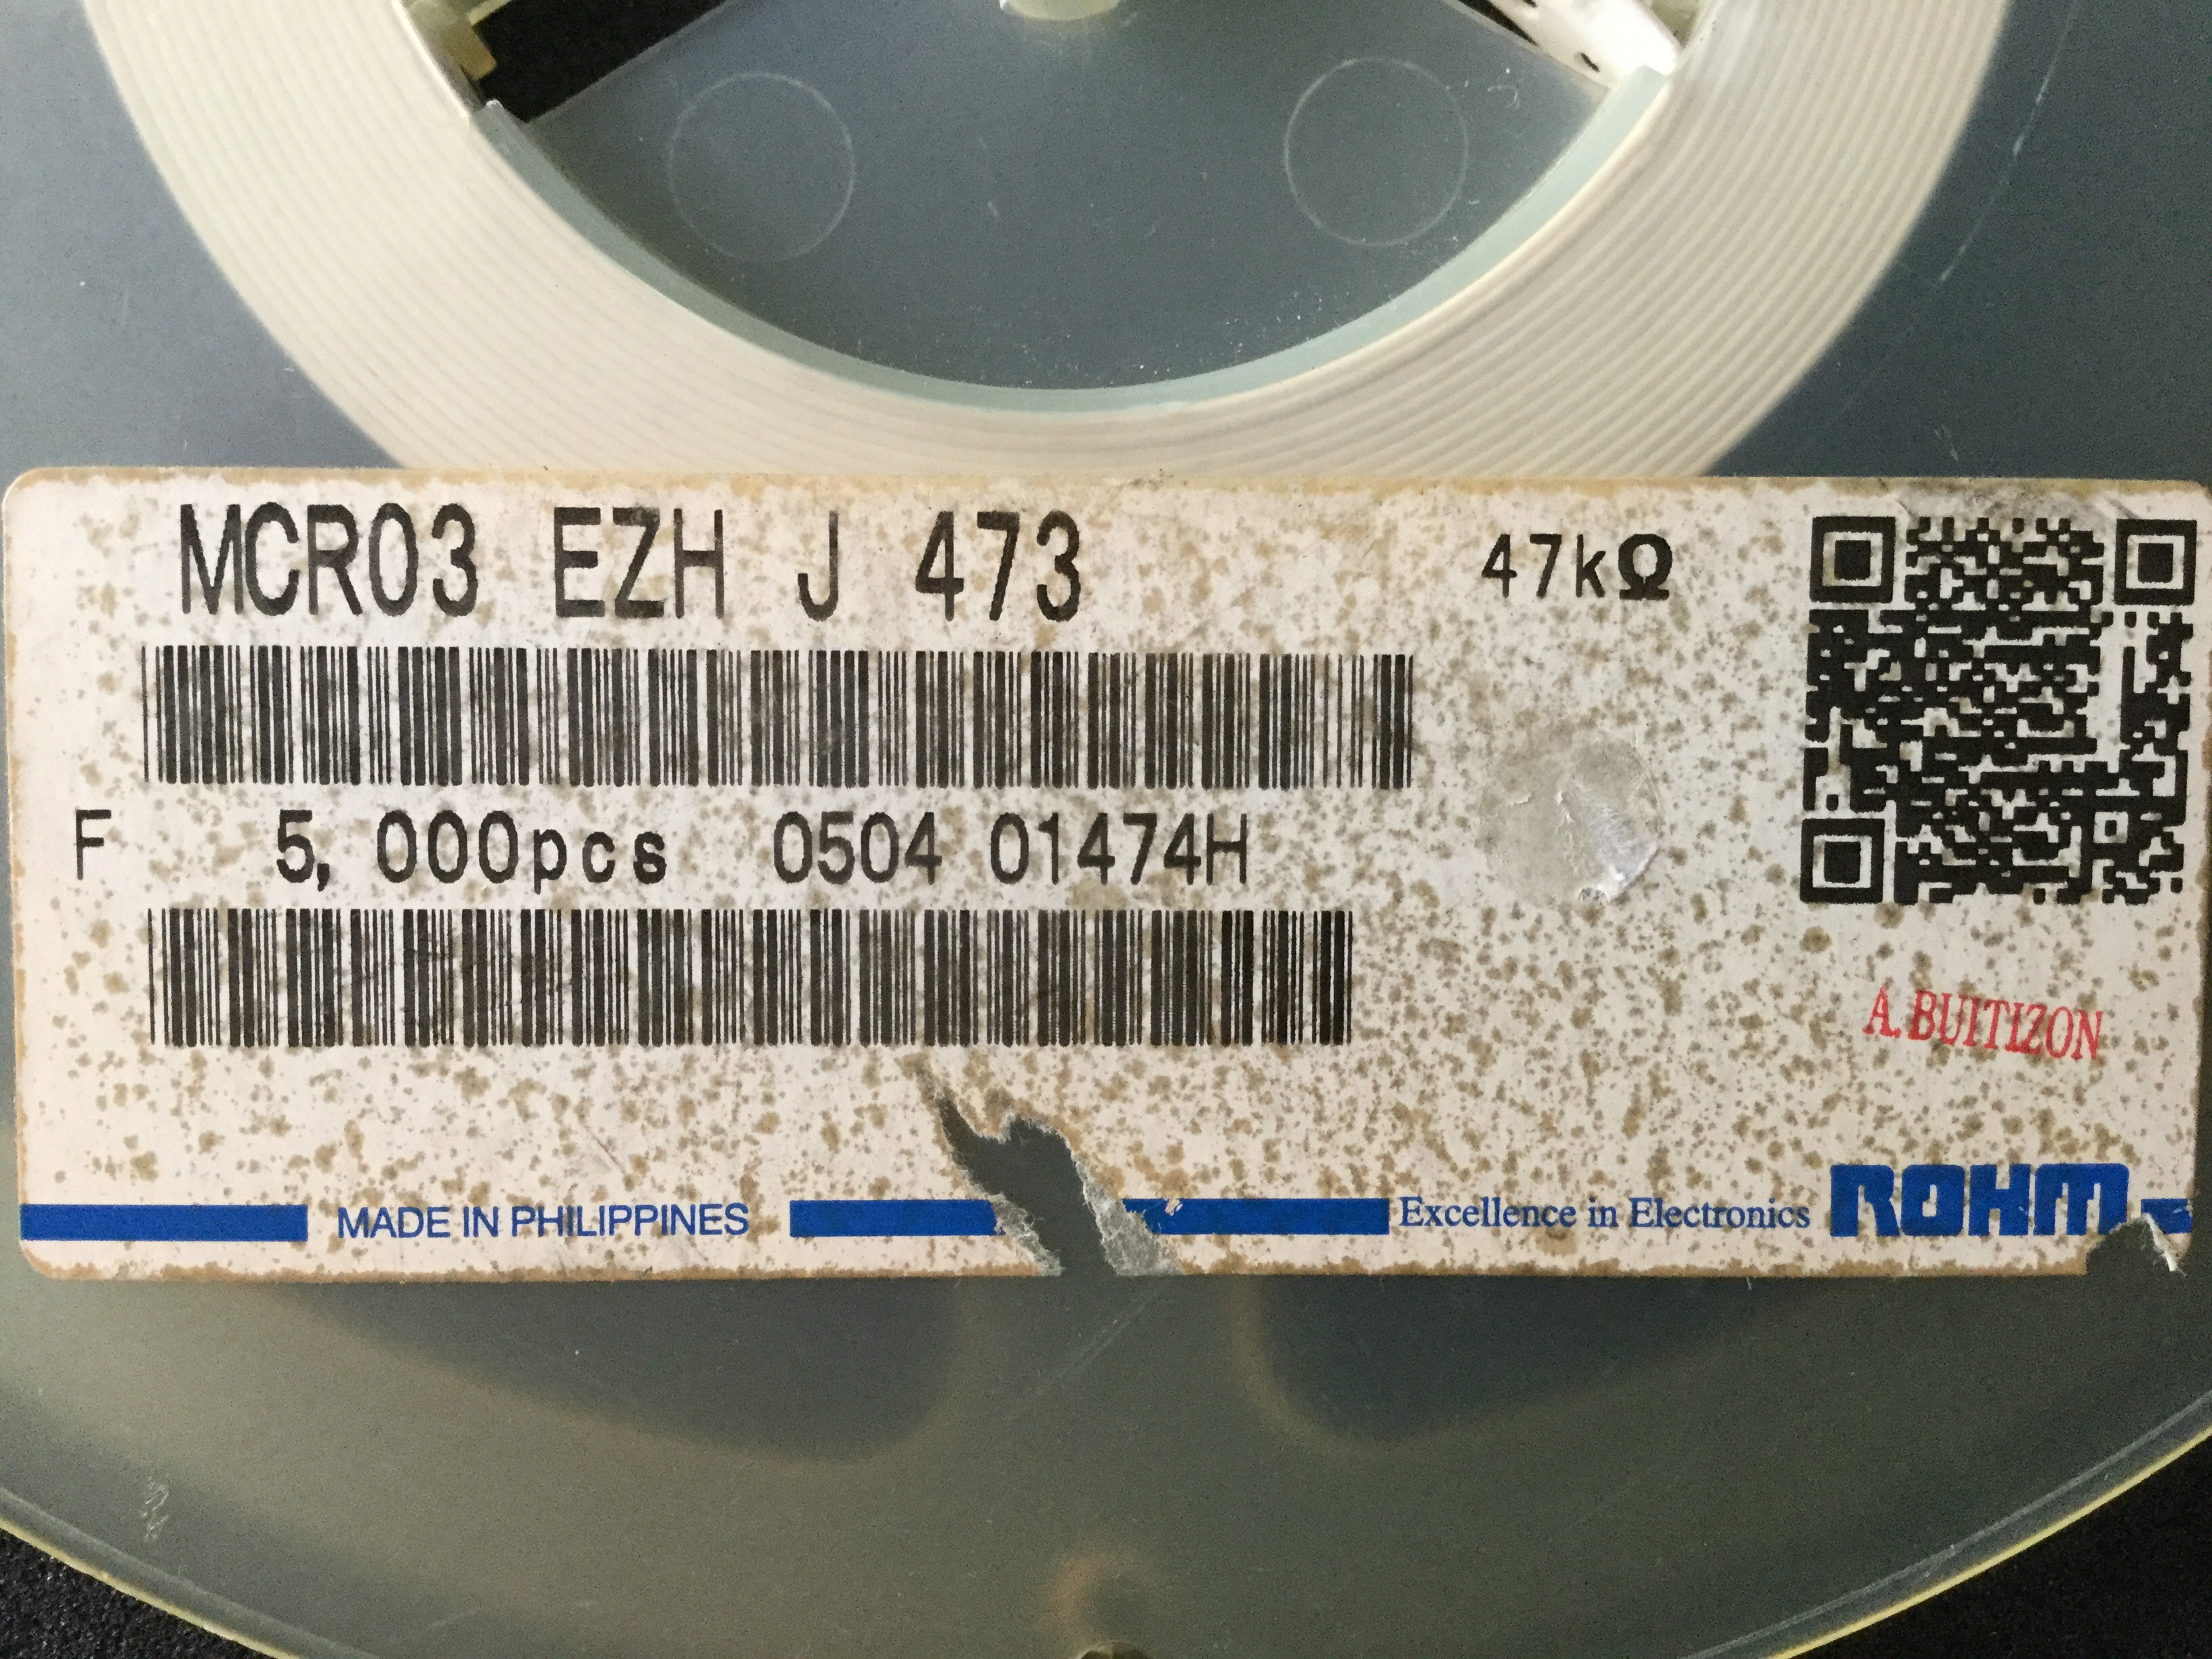 MCR03 EZH J 473 47kΩ
F 5,000pcs 0504 01474H
A.BUITIZON
MADE IN PHILIPPINES Excellence in Electronics ROHM